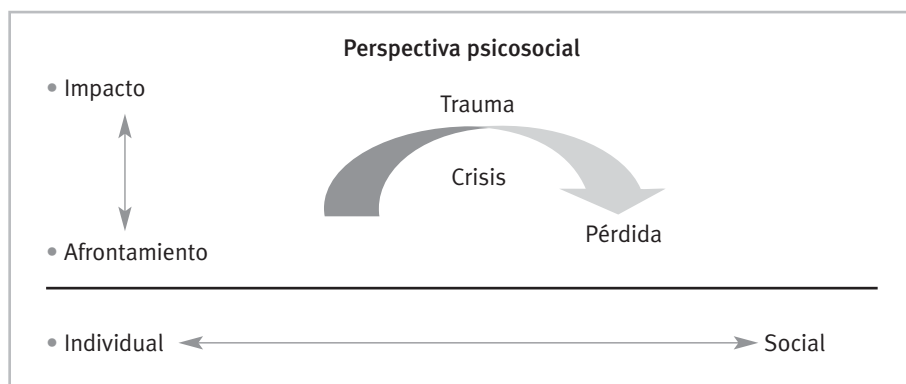 Perspectiva psicosocial
• Impacto
Trauma
Crisis
Pérdida
• Afrontamiento
• Individual
Social